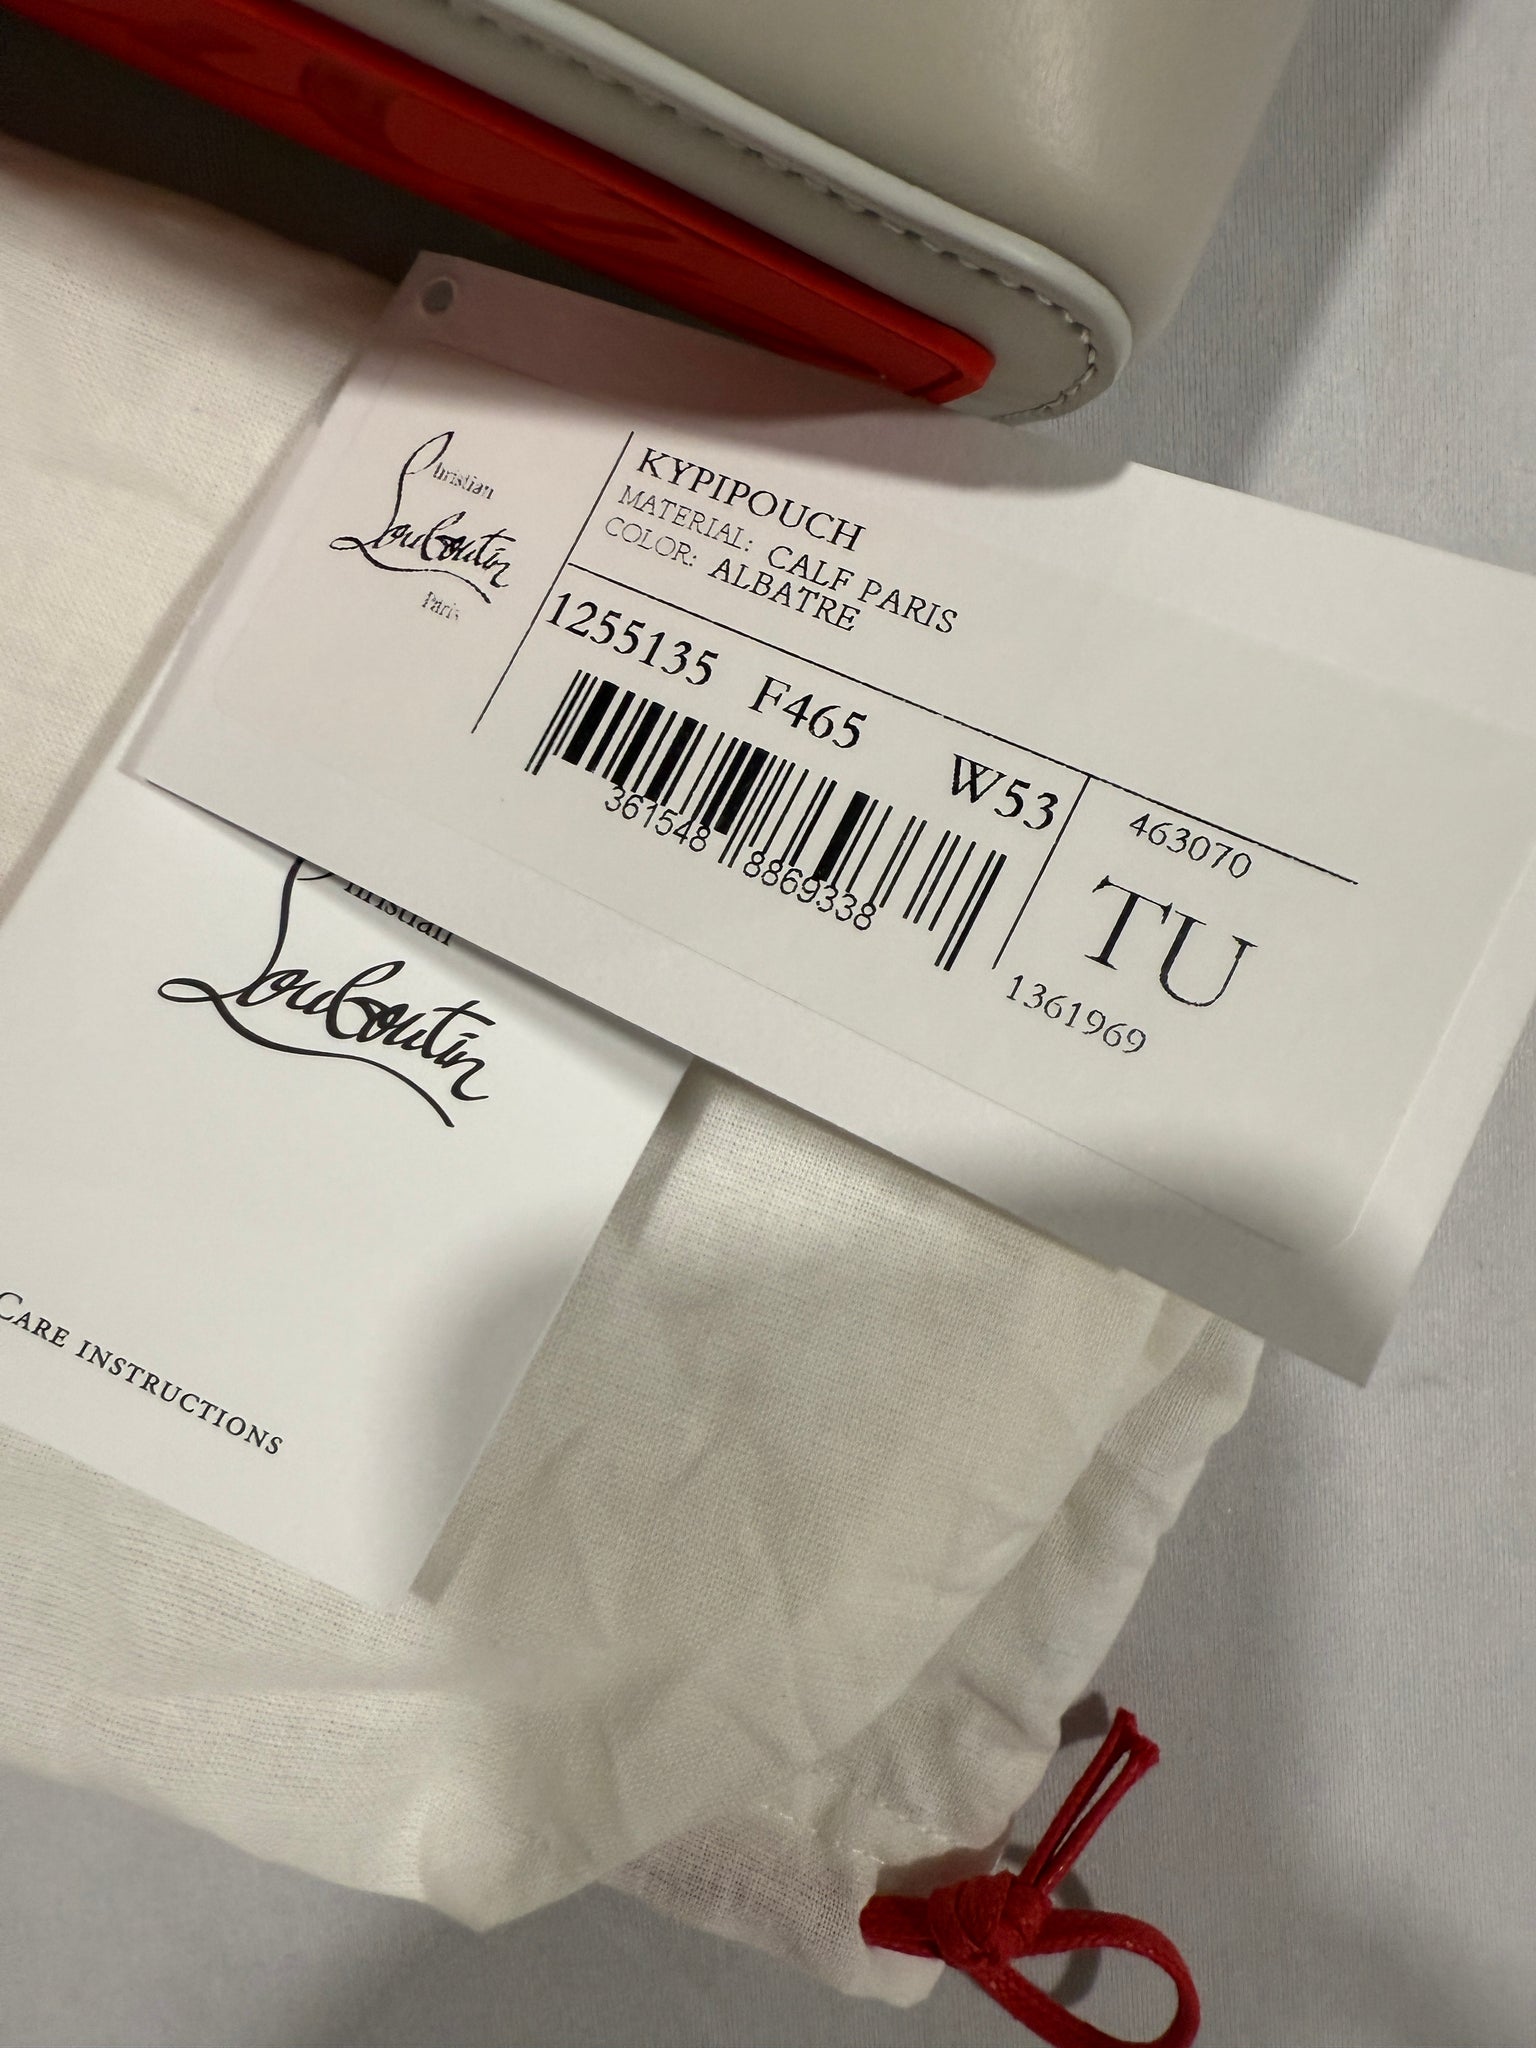 Christian
Louboutin
Paris
KYPIPOUCH
MATERIAL: CALF PARIS
COLOR: ALBATRE
1255135 F465 W53
361548 8869338
463070
TU
1361969
Christian
Louboutin
CARE INSTRUCTIONS